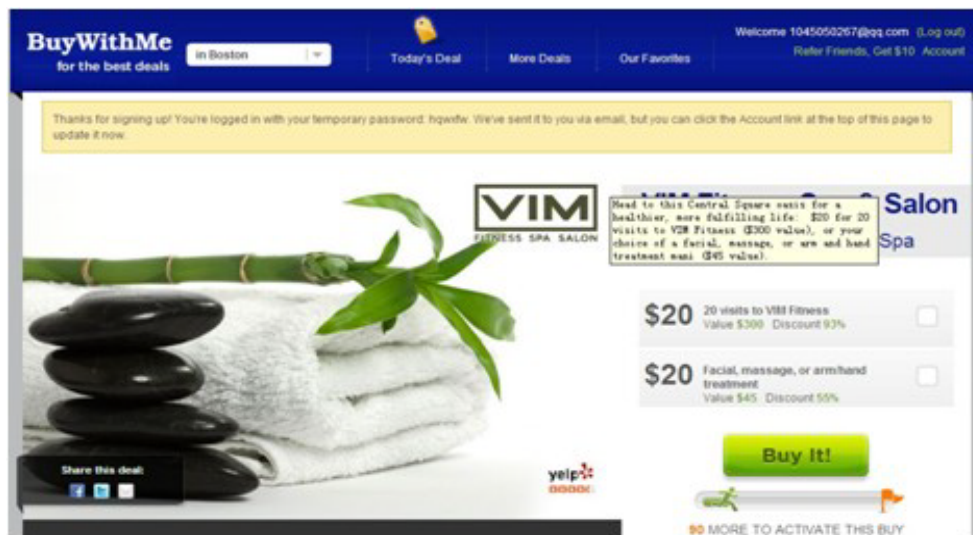 BuyWithMe
for the best deals
in Boston
Today's Deal
More Deals
Our Favorites
Welcome 1045050267@qq.com (Log out)
Refer Friends, Get $10 Account
Thanks for signing up! You're logged in with your temporary password: hqwxfw. We've sent it to you via email, but you can click the Account link at the top of this page to
update it now.
VIM
FITNESS SPA SALON
VIM Fitness Spa & Salon
Spa
Head to this Central Square oasis for a
healthier, more fulfilling life: $20 for 20
visits to VIM Fitness ($300 value), or your
choice of a facial, massage, or arm and hand
treatment mani ($45 value).
$20
20 visits to VIM Fitness
Value $300 Discount 93%
$20
Facial, massage, or arm/hand
treatment
Value $45 Discount 55%
Buy It!
90 MORE TO ACTIVATE THIS BUY
Share this deal:
yelp